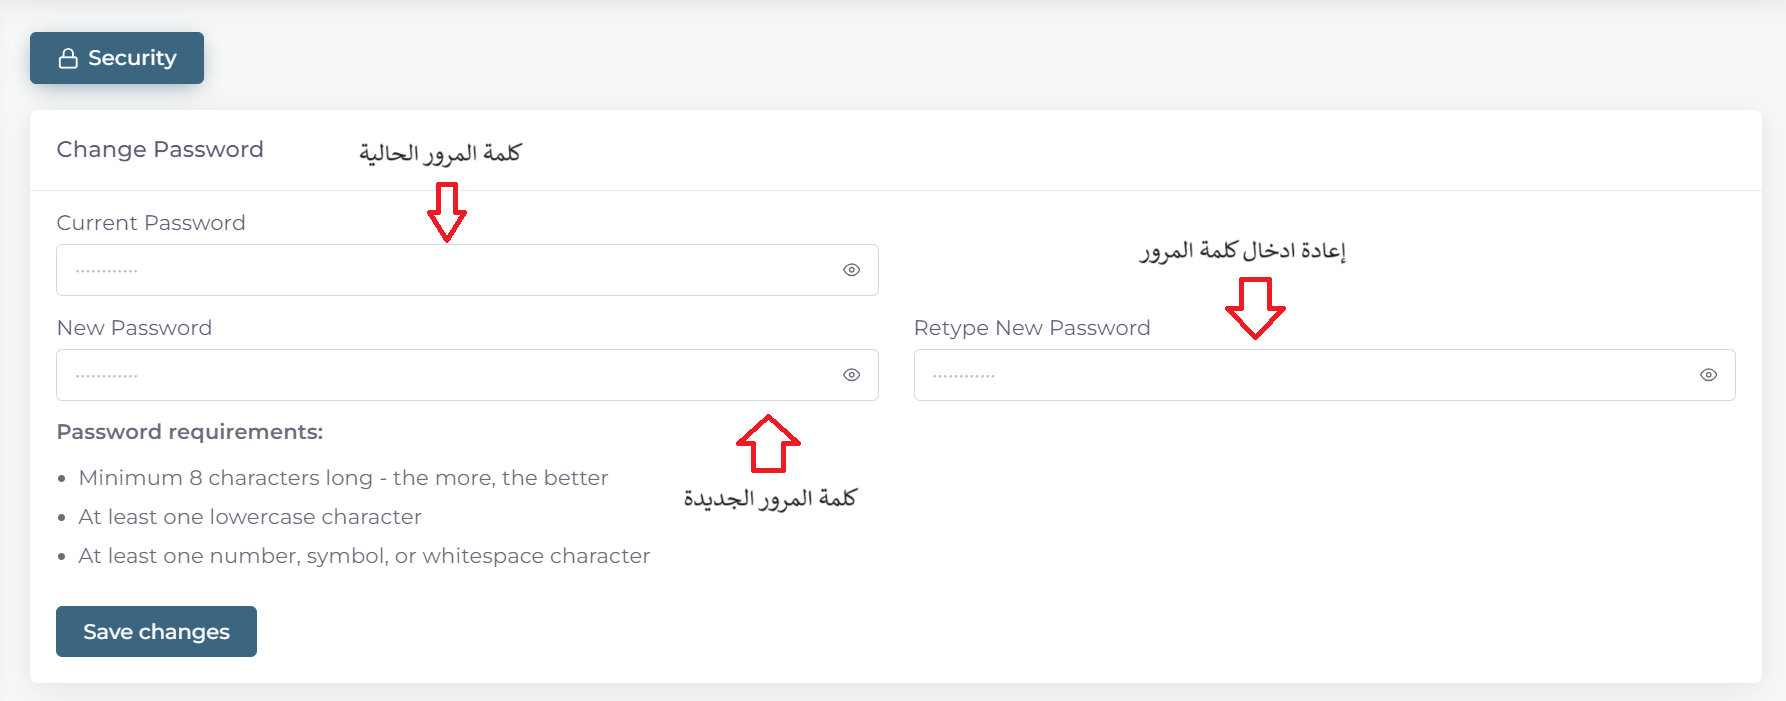 Security
Change Password
كلمة المرور الحالية
Current Password
............
إعادة ادخال كلمة المرور
New Password
............
Retype New Password
............
Password requirements:
• Minimum 8 characters long - the more, the better
• At least one lowercase character
• At least one number, symbol, or whitespace character
كلمة المرور الجديدة
Save changes